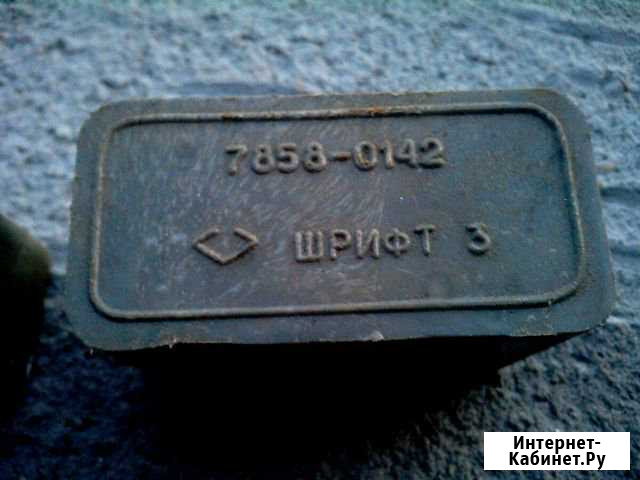 7858-0142
ШРИФТ 3
Интернет-
Кабинет.Ру